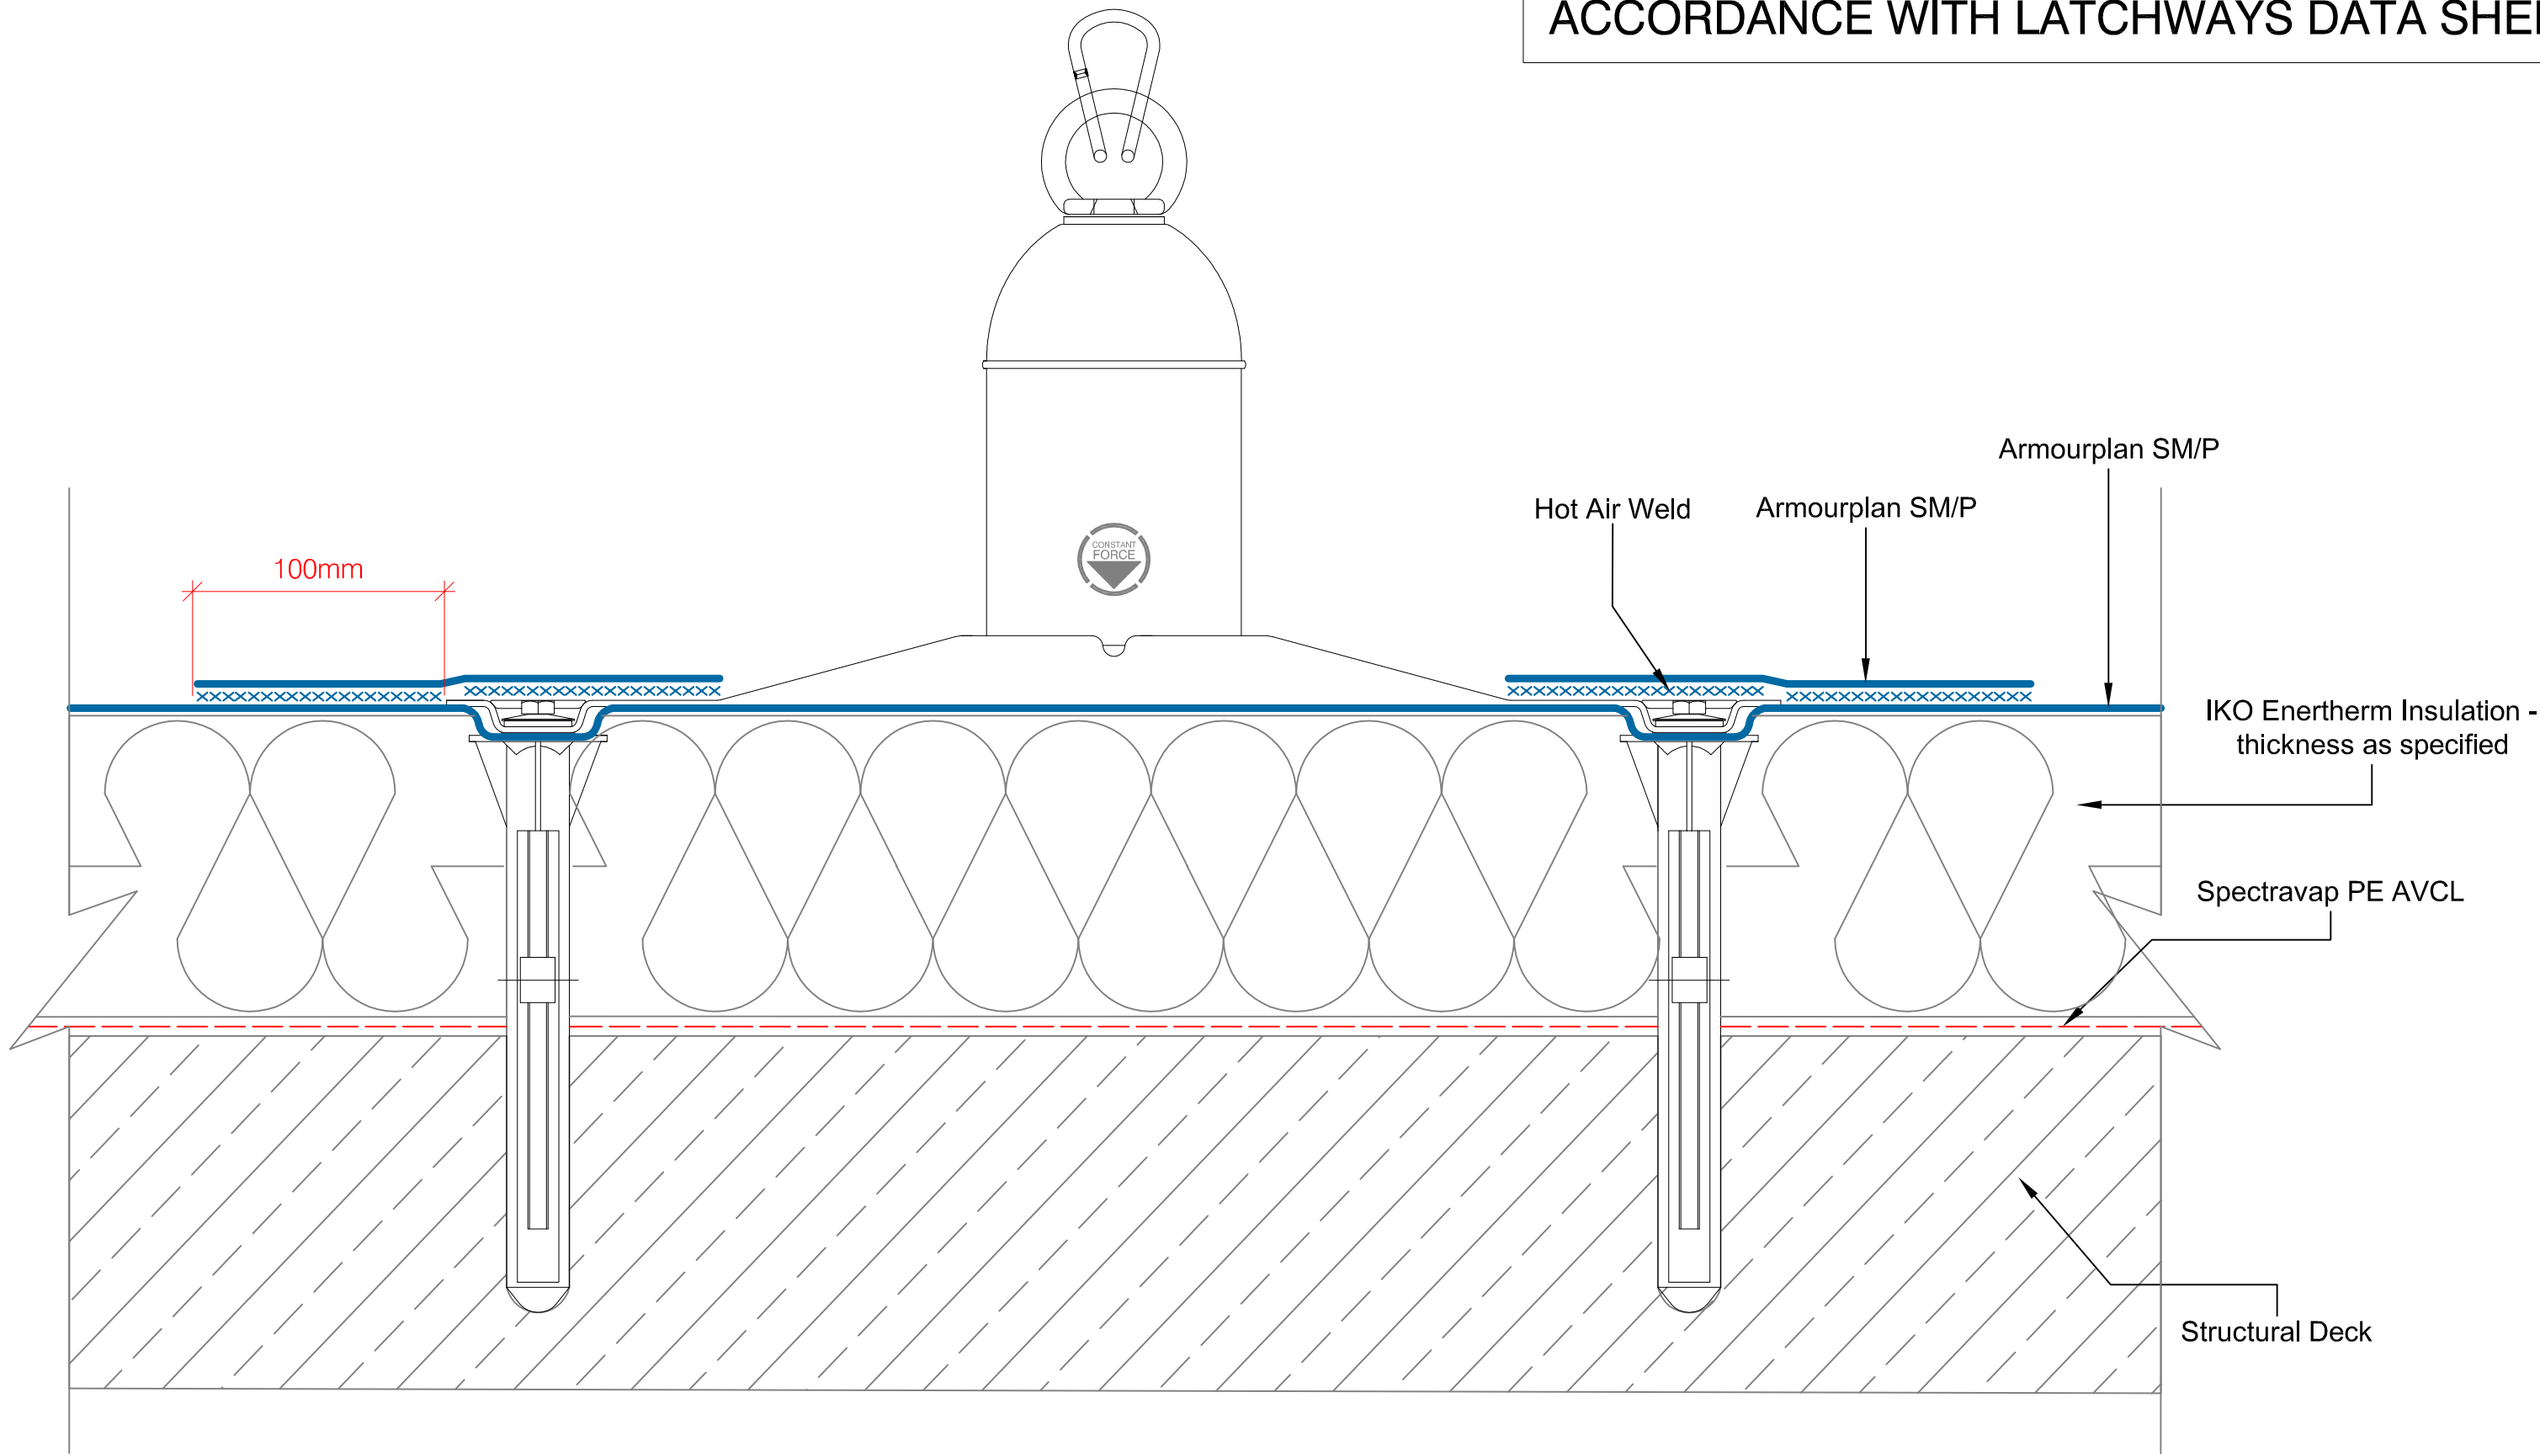 ACCORDANCE WITH LATCHWAYS DATA
Armourplan SM/P
Hot Air Weld
Armourplan SM/P
CONSTANT
FORCE
100mm
IKO Enertherm Insulation -
thickness as specified
Spectravap PE AVCL
Structural Deck